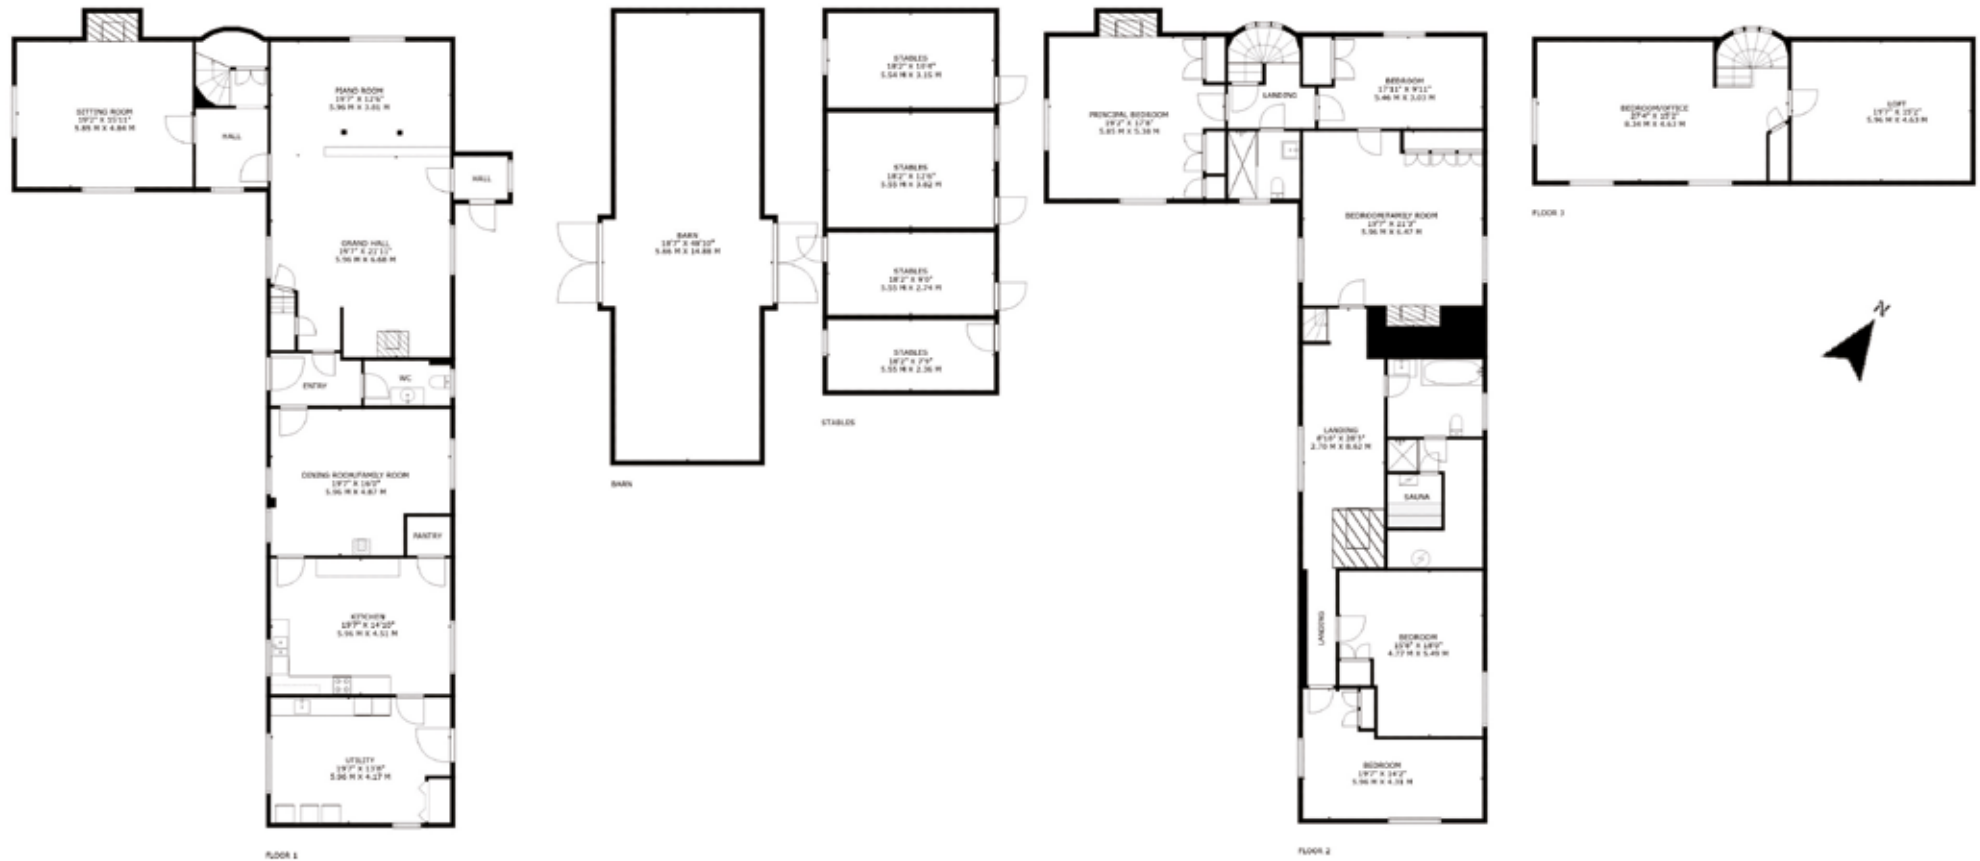 SITTING ROOM
19'2" X 15'11"
5.85 M X 4.84 M
HALL
PIANO ROOM
19'7" X 12'6"
5.96 M X 3.81 M
HALL
GRAND HALL
19'7" X 21'11"
5.96 M X 6.68 M
ENTRY
WC
DINING ROOM/FAMILY ROOM
19'7" X 16'0"
5.96 M X 4.87 M
PANTRY
KITCHEN
19'7" X 14'10"
5.96 M X 4.51 M
UTILITY
19'7" X 13'8"
5.96 M X 4.17 M
FLOOR 1
BARN
18'7" X 48'10"
5.66 M X 14.88 M
BARN
STABLES
18'2" X 10'4"
5.54 M X 3.15 M
STABLES
18'2" X 12'6"
5.55 M X 3.82 M
STABLES
18'2" X 9'0"
5.55 M X 2.74 M
STABLES
18'2" X 7'9"
5.55 M X 2.36 M
STABLES
PRINCIPAL BEDROOM
19'2" X 17'8"
5.85 M X 5.38 M
LANDING
BEDROOM
17'11" X 9'11"
5.46 M X 3.03 M
BEDROOM/FAMILY ROOM
19'7" X 21'3"
5.96 M X 6.47 M
LANDING
8'10" X 28'3"
2.70 M X 8.62 M
SAUNA
LANDING
BEDROOM
15'8" X 18'0"
4.77 M X 5.49 M
BEDROOM
19'7" X 14'2"
5.96 M X 4.31 M
FLOOR 2
BEDROOM/OFFICE
27'4" X 15'2"
8.34 M X 4.63 M
LOFT
19'7" X 15'2"
5.96 M X 4.63 M
FLOOR 3
N